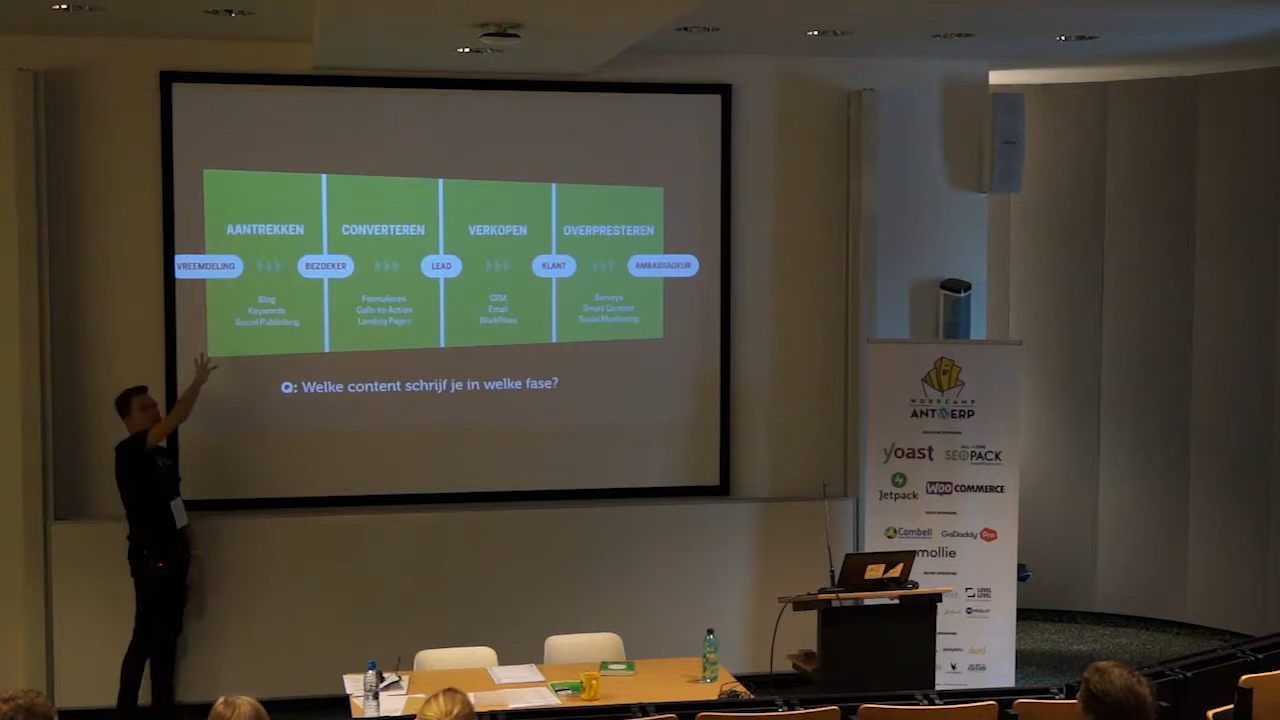 AANTREKKEN
CONVERTEREN
VERKOPEN
OVERPRESTEREN
VREEMDELING
BEZOEKER
LEAD
KLANT
AMBASSADEUR
Blog
Keywords
Social Publishing
Formulieren
Calls-to-Action
Landing Pages
CRM
Email
Workflows
Surveys
Smart Content
Social Monitoring
Q: Welke content schrijf je in welke fase?
WORDCAMP
ANTWERP
yoast
SEOPACK
Jetpack
WOOCOMMERCE
Combell
GoDaddy Pro
mollie
LEVEL
LEVEL